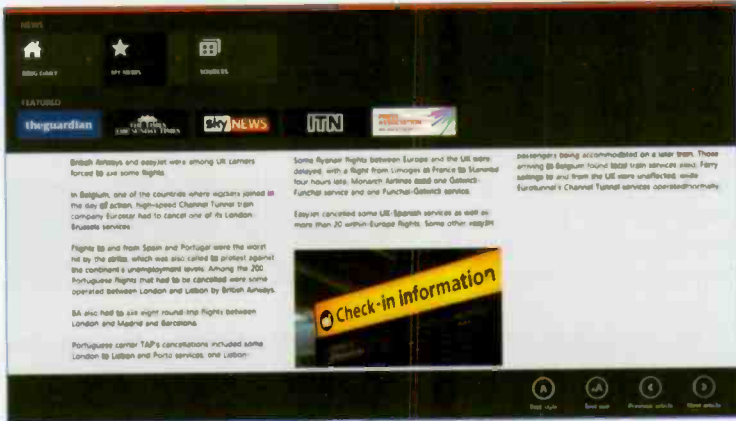 NEWS
BING DAILY
MY NEWS
SOURCES
FEATURED
theguardian
THE TIMES
THE SUNDAY TIMES
sky NEWS
ITN
PRESS
ASSOCIATION
British Airways and easyJet were among UK carriers
forced to axe some flights.
In Belgium, one of the countries where workers joined in
the day of action, high-speed Channel Tunnel train
company Eurostar had to cancel one of its London-
Brussels services.
Flights to and from Spain and Portugal were the worst
hit by the strike, which was also called to protest against
the continent's unemployment levels. Among the 200
Portuguese flights that had to be cancelled were some
operated between London and Lisbon by British Airways.
BA also had to axe eight round-trip flights between
London and Madrid and Barcelona.
Portuguese carrier TAP's cancellations included some
London to Lisbon and Porto services, and Lisbon-
Some Ryanair flights between Europe and the UK were
delayed, with a flight from Limoges in France to Stansted
four hours late. Monarch Airlines axed one Gatwick-
Funchal service and one Funchal-Gatwick service.
EasyJet cancelled some UK-Spanish services as well as
more than 20 within-Europe flights. Some other easyJet
Check-in information
passengers being accommodated on a later train. Those
arriving to Belgium found local train services axed. Ferry
sailings to and from the UK were unaffected, while
Eurotunnel's Channel Tunnel services operated normally.
Text style
Text size
Previous article
Next article